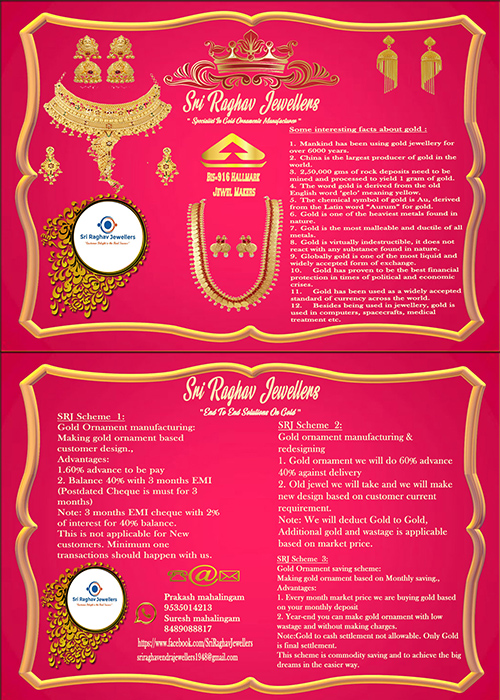 Sri Raghav Jewellers
" Specialist In Gold Ornaments Manufacturer "
BIS-916 HALLMARK
JEWEL MAKERS
Sri Raghav Jewellers
Some interesting facts about gold :
1. Mankind has been using gold jewellery for
over 6000 years.
2. China is the largest producer of gold in the
world.
3. 2,50,000 gms of rock deposits need to be
mined and processed to yield 1 gram of gold.
4. The word gold is derived from the old
English word 'gelo' meaning yellow.
5. The chemical symbol of gold is Au, derived
from the Latin word "Aurum" for gold.
6. Gold is one of the heaviest metals found in
nature.
7. Gold is the most malleable and ductile of all
metals.
8. Gold is virtually indestructible, it does not
react with any substance found in nature.
9. Globally gold is one of the most liquid and
widely accepted form of exchange.
10. Gold has proven to be the best financial
protection in times of political and economic
crises.
11. Gold has been used as a widely accepted
standard of currency across the world.
12. Besides being used in jewellery, gold is
used in computers, spacecrafts, medical
treatment etc.
Sri Raghav Jewellers
" End To End Solutions On Gold "
SRJ Scheme 1:
Gold Ornament manufacturing:
Making gold ornament based
customer design.,
Advantages:
1.60% advance to be pay
2. Balance 40% with 3 months EMI
(Postdated Cheque is must for 3
months)
Note: 3 months EMI cheque with 2%
of interest for 40% balance.
This is not applicable for New
customers. Minimum one
transactions should happen with us.
Sri Raghav Jewellers
Prakash mahalingam
9535014213
Suresh mahalingam
8489088817
https://www.facebook.com/SriRaghavJewellers
sriraghavendrajewellers1948@gmail.com
SRJ Scheme 2:
Gold ornament manufacturing &
redesigning
1. Gold ornament we will do 60% advance
40% against delivery
2. Old jewel we will take and we will make
new design based on customer current
requirement.
Note: We will deduct Gold to Gold,
Additional gold and wastage is applicable
based on market price.
SRJ Scheme 3:
Gold Ornament saving scheme:
Making gold ornament based on Monthly saving.,
Advantages:
1. Every month market price we are buying gold based
on your monthly deposit
2. Year-end you can make gold ornament with low
wastage and without making charges.
Note:Gold to cash settlement not allowable. Only Gold
is final settlement.
This scheme is commodity saving and to achieve the big
dreams in the easier way.